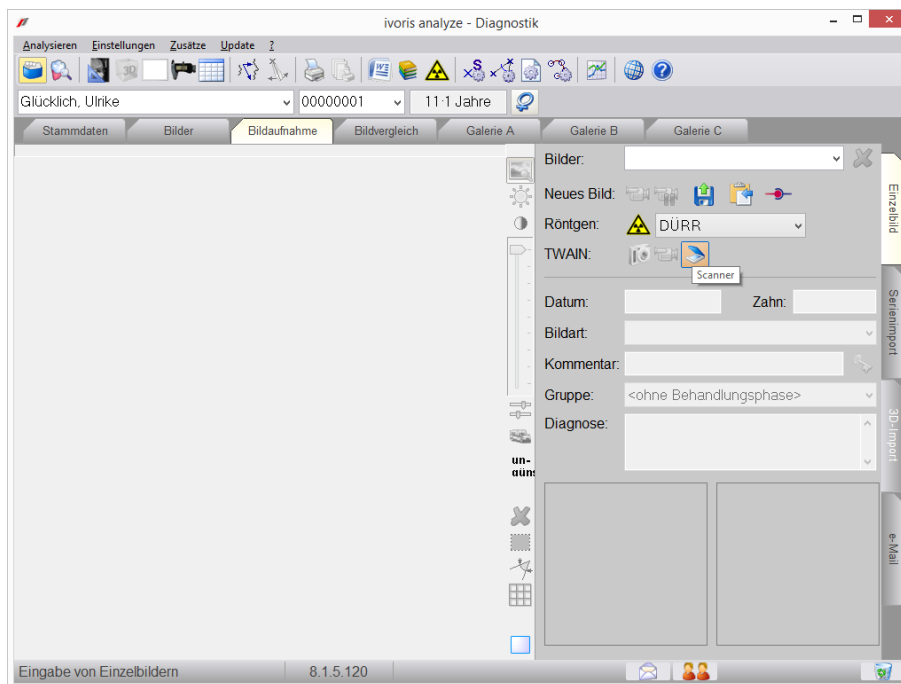 ivoris analyze - Diagnostik
Analysieren Einstellungen Zusätze Update ?
Glücklich, Ulrike 00000001 11·1 Jahre
Stammdaten Bilder Bildaufnahme Bildvergleich Galerie A Galerie B Galerie C
Bilder:
Neues Bild:
Röntgen: DÜRR
TWAIN:
Scanner
Datum: Zahn:
Bildart:
Kommentar:
Gruppe: <ohne Behandlungsphase>
Diagnose:
un-
güns
Einzelbild
Serienimport
3D-Import
e-Mail
Eingabe von Einzelbildern 8.1.5.120